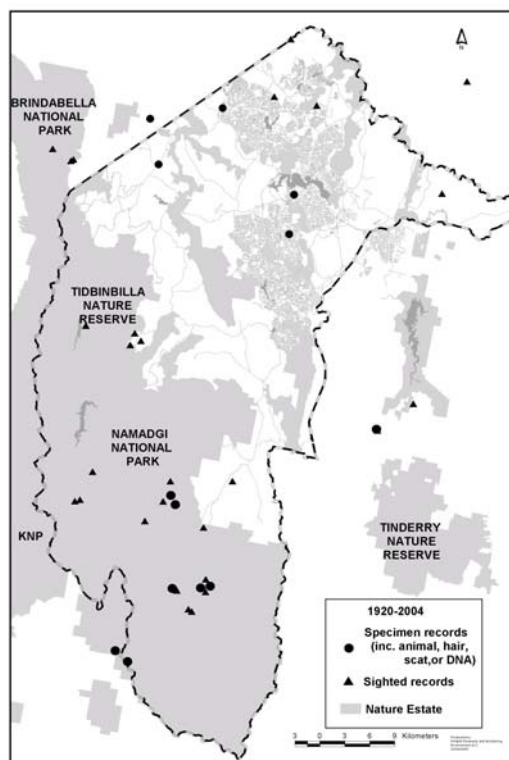 N
BRINDABELLA
NATIONAL
PARK
TIDBINBILLA
NATURE
RESERVE
NAMADGI
NATIONAL
PARK
KNP
TINDERRY
NATURE
RESERVE
1920-2004
Specimen records
(inc. animal, hair,
scat,or DNA)
Sighted records
Nature Estate
3 0 3 6 9 Kilometers